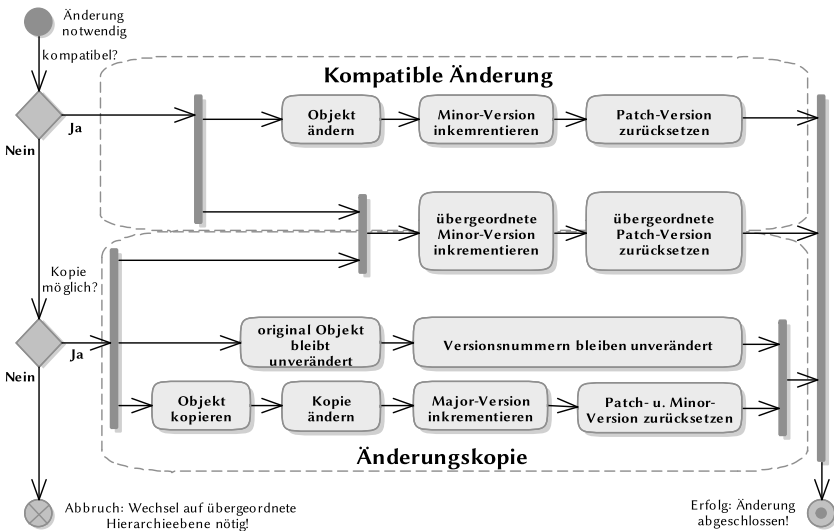 Änderung
notwendig
kompatibel?
Kompatible Änderung
Ja
Objekt
ändern
Minor-Version
inkemrentieren
Patch-Version
zurücksetzen
Nein
übergeordnete
Minor-Version
inkrementieren
übergeordnete
Patch-Version
zurücksetzen
Kopie
möglich?
Ja
original Objekt
bleibt
unverändert
Versionsnummern bleiben unverändert
Nein
Objekt
kopieren
Kopie
ändern
Major-Version
inkrementieren
Patch- u. Minor-
Version zurücksetzen
Änderungskopie
Abbruch: Wechsel auf übergeordnete
Hierarchieebene nötig!
Erfolg: Änderung
abgeschlossen!